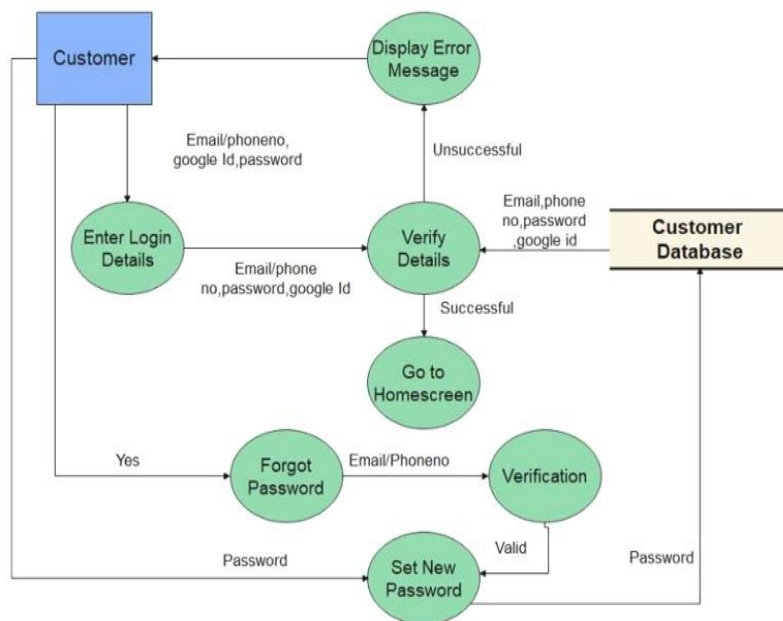 Customer
Display Error
Message
Email/phoneno,
google Id,password
Unsuccessful
Enter Login
Details
Email/phone
no,password,google Id
Verify
Details
Email,phone
no,password
,google id
Customer
Database
Successful
Go to
Homescreen
Yes
Forgot
Password
Email/Phoneno
Verification
Valid
Password
Set New
Password
Password